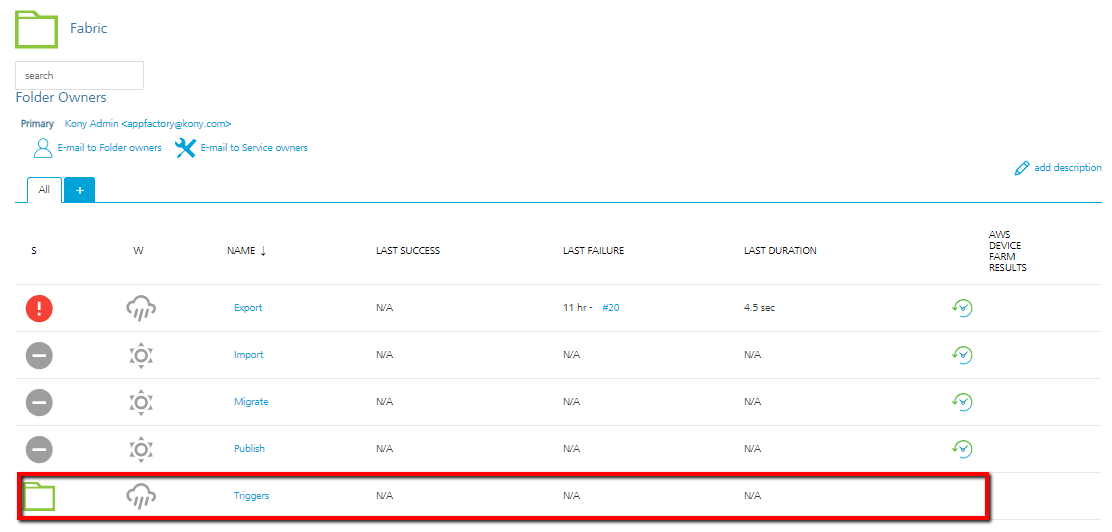 Fabric
search
Folder Owners
Primary Kony Admin <appfactory@kony.com>
E-mail to Folder owners E-mail to Service owners
add description
All +
S W NAME ↓ LAST SUCCESS LAST FAILURE LAST DURATION AWS DEVICE FARM RESULTS
Export N/A 11 hr - #20 4.5 sec
Import N/A N/A N/A
Migrate N/A N/A N/A
Publish N/A N/A N/A
Triggers N/A N/A N/A